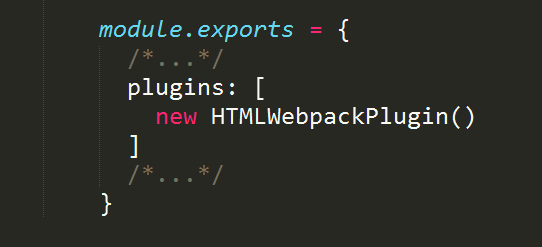 module.exports = {
/*...*/
plugins: [
new HTMLWebpackPlugin()
]
/*...*/
}